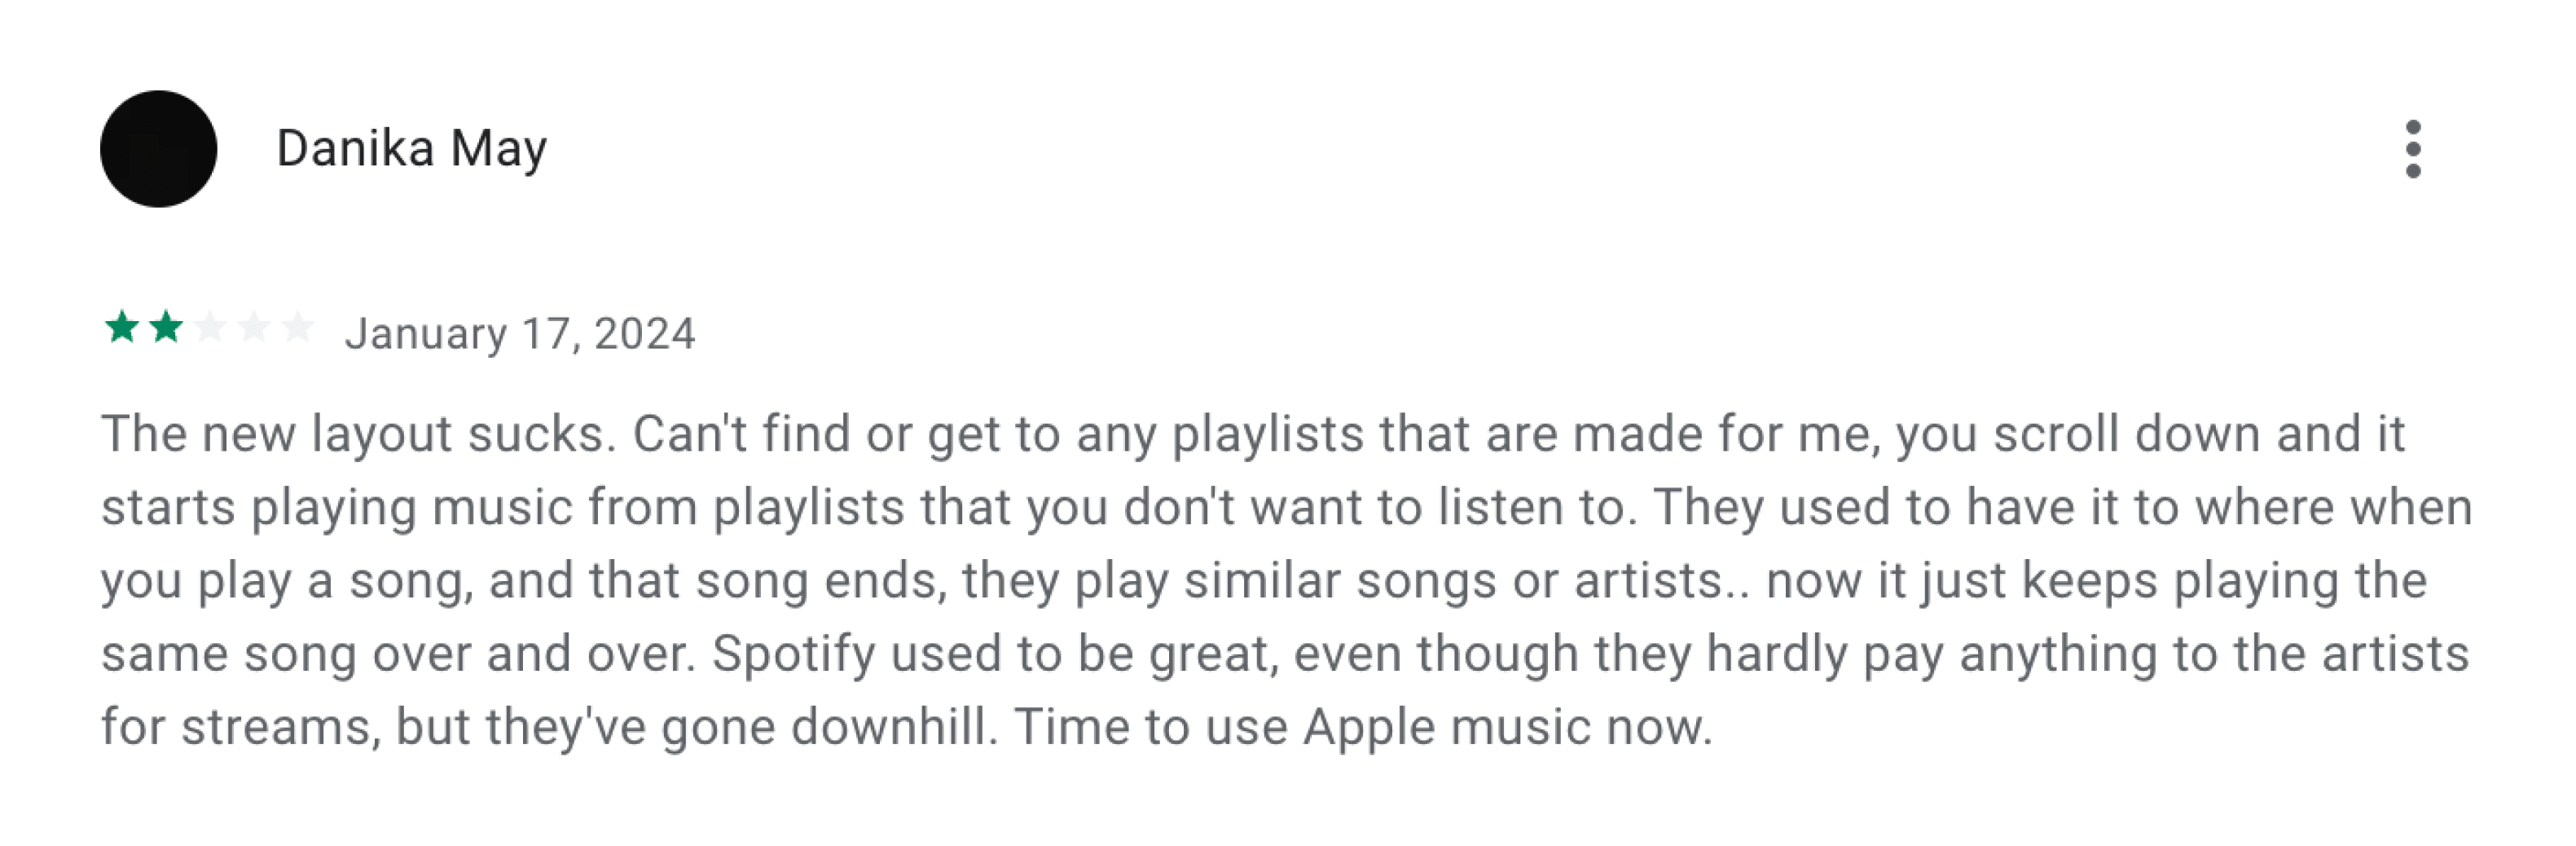 Danika May
January 17, 2024
The new layout sucks. Can't find or get to any playlists that are made for me, you scroll down and it
starts playing music from playlists that you don't want to listen to. They used to have it to where when
you play a song, and that song ends, they play similar songs or artists.. now it just keeps playing the
same song over and over. Spotify used to be great, even though they hardly pay anything to the artists
for streams, but they've gone downhill. Time to use Apple music now.